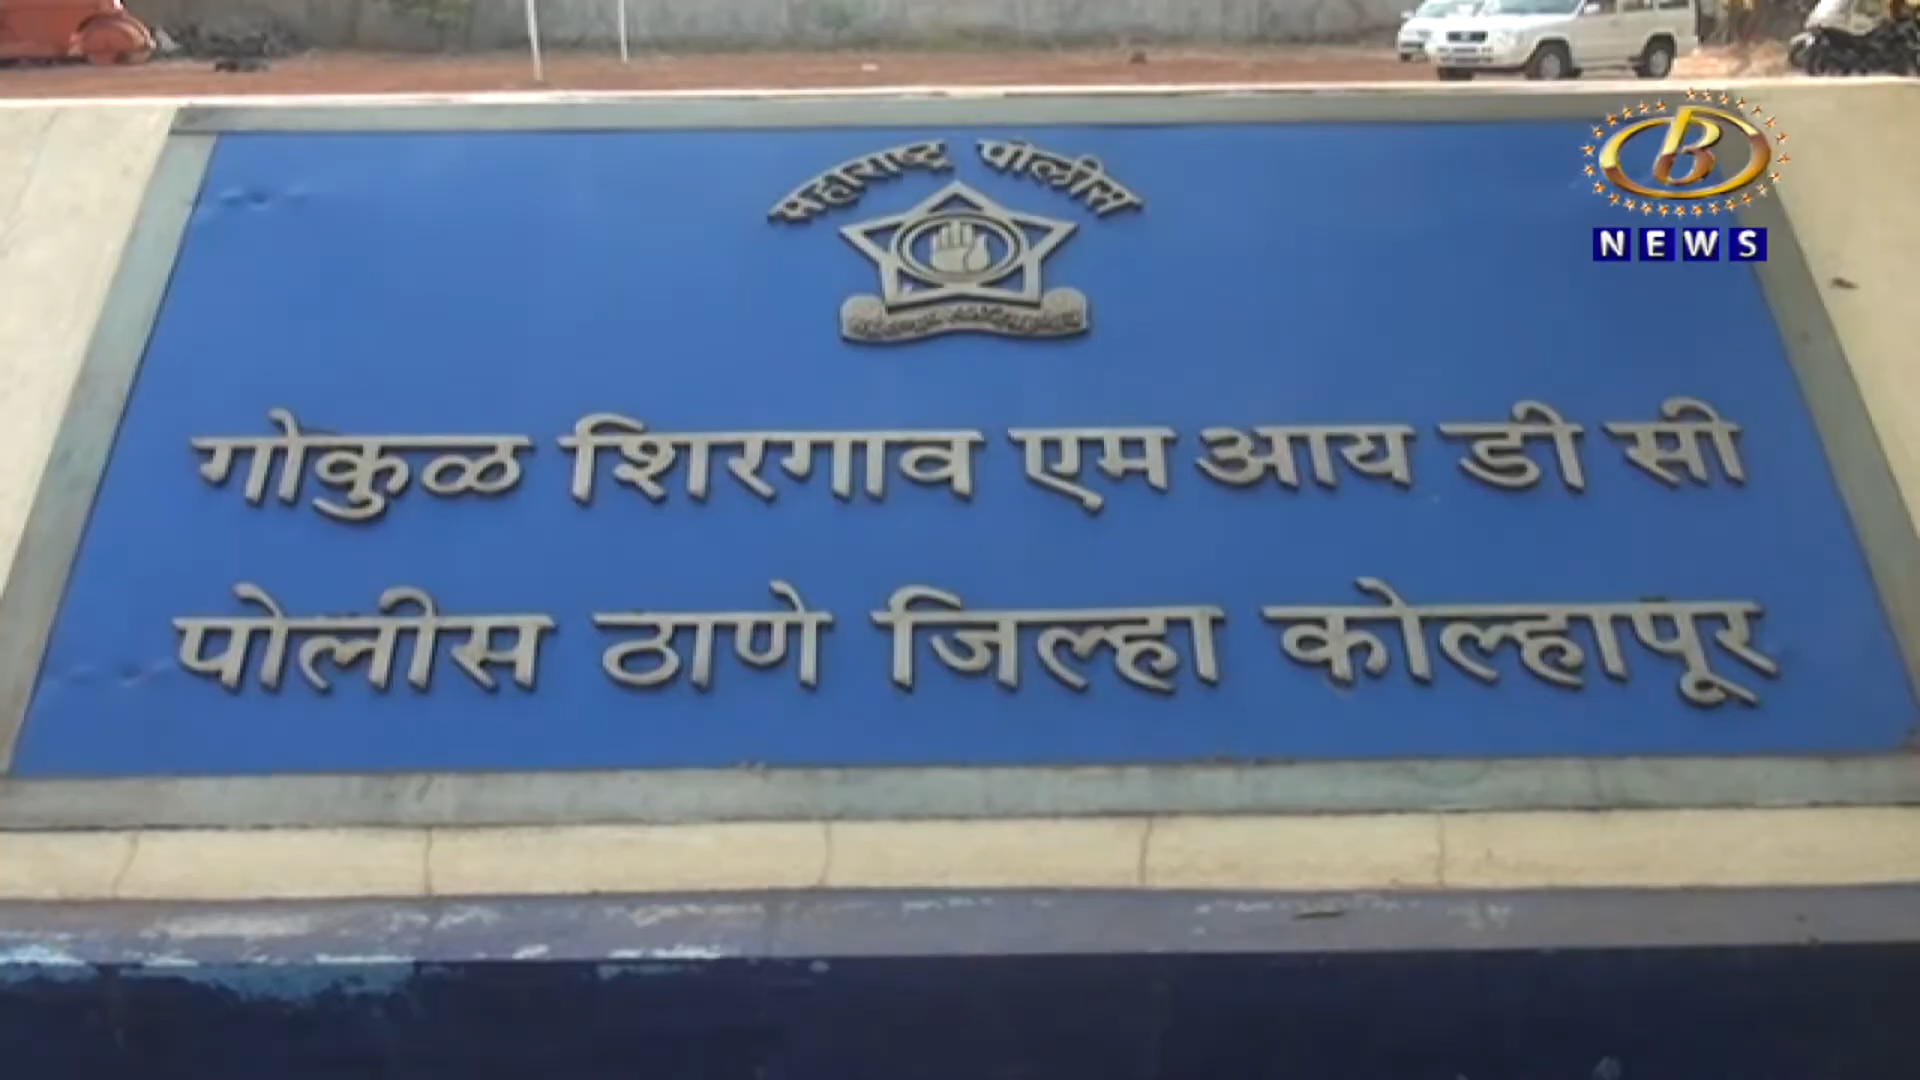 महाराष्ट्र पोलीस
B
NEWS
गोकुळ शिरगाव एम आय डी सी
पोलीस ठाणे जिल्हा कोल्हापूर